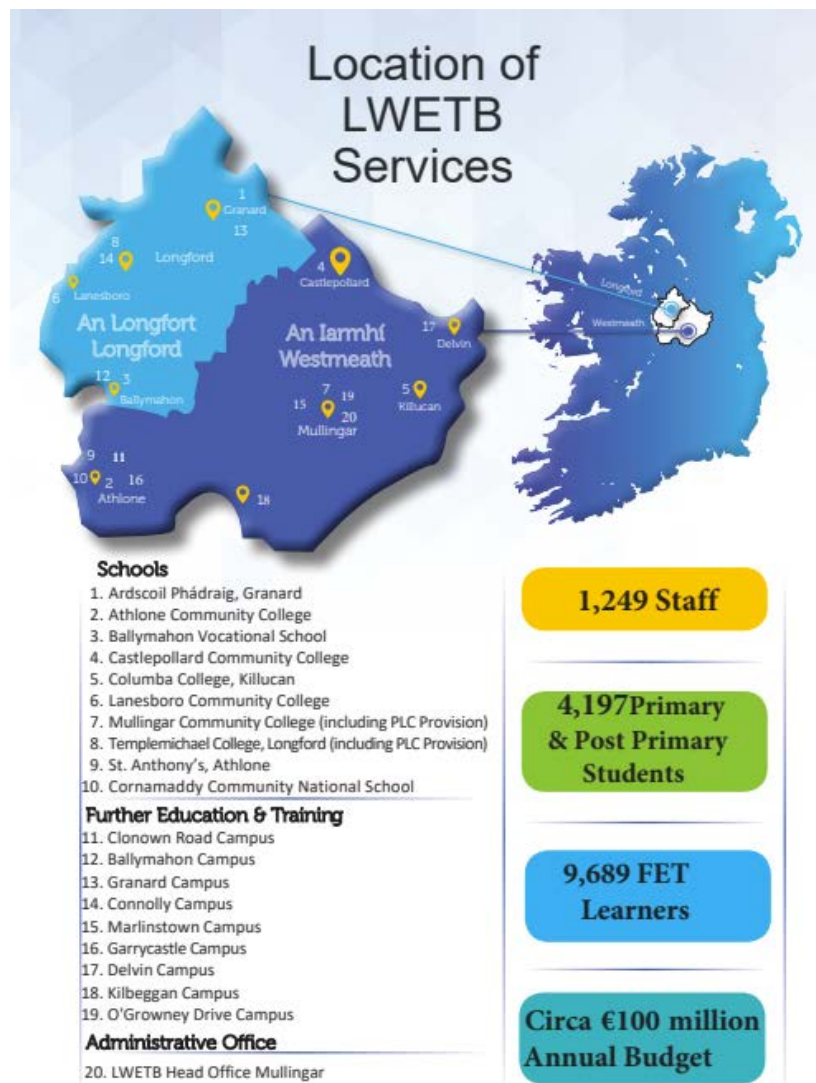 Location of
LWETB
Services
1
Granard
13
8
14
Longford
4
Castlepollard
6
Lanesboro
An Longfort
Longford
An Iarmhí
Westmeath
17
Delvin
12
3
Ballymahon
7
15
19
20
Mullingar
5
Killucan
9
11
10
2
16
Athlone
18
Longford
Westmeath
Schools
1. Ardscoil Phádraig, Granard
2. Athlone Community College
3. Ballymahon Vocational School
4. Castlepollard Community College
5. Columba College, Killucan
6. Lanesboro Community College
7. Mullingar Community College (including PLC Provision)
8. Templemichael College, Longford (including PLC Provision)
9. St. Anthony's, Athlone
10. Cornamaddy Community National School
Further Education & Training
11. Clonown Road Campus
12. Ballymahon Campus
13. Granard Campus
14. Connolly Campus
15. Marlinstown Campus
16. Garrycastle Campus
17. Delvin Campus
18. Kilbeggan Campus
19. O'Growney Drive Campus
Administrative Office
20. LWETB Head Office Mullingar
1,249 Staff
4,197Primary
& Post Primary
Students
9,689 FET
Learners
Circa €100 million
Annual Budget